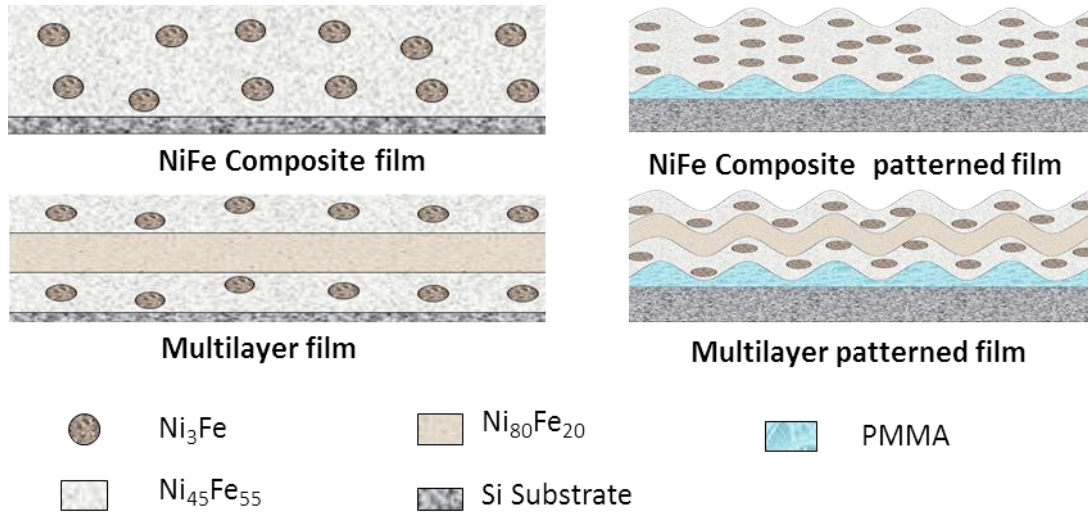 NiFe Composite film
NiFe Composite patterned film
Multilayer film
Multilayer patterned film
Ni₃Fe
Ni₈₀Fe₂₀
PMMA
Ni₄₅Fe₅₅
Si Substrate